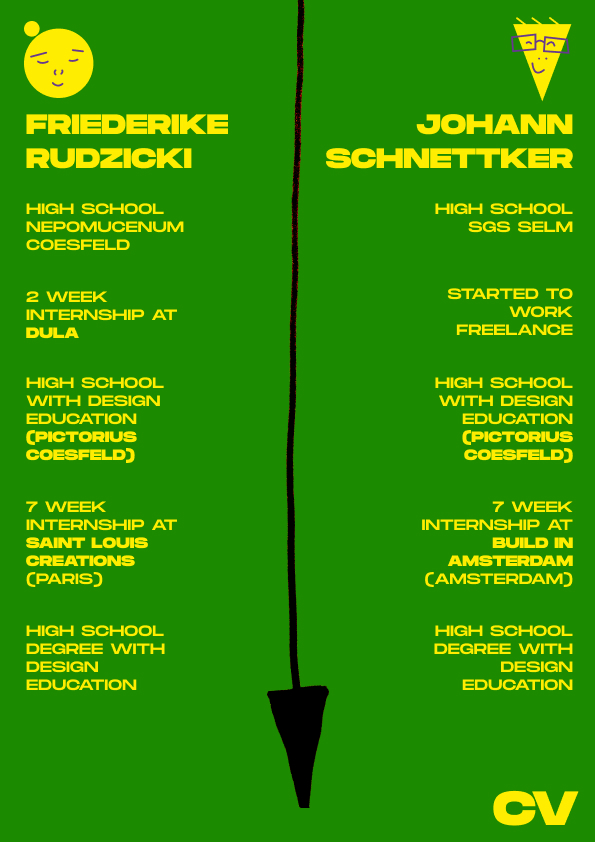 FRIEDERIKE
RUDZICKI
HIGH SCHOOL
NEPOMUCENUM
COESFELD
2 WEEK
INTERNSHIP AT
DULA
HIGH SCHOOL
WITH DESIGN
EDUCATION
(PICTORIUS
COESFELD)
7 WEEK
INTERNSHIP AT
SAINT LOUIS
CREATIONS
(PARIS)
HIGH SCHOOL
DEGREE WITH
DESIGN
EDUCATION
JOHANN
SCHNETTKER
HIGH SCHOOL
SGS SELM
STARTED TO
WORK
FREELANCE
HIGH SCHOOL
WITH DESIGN
EDUCATION
(PICTORIUS
COESFELD)
7 WEEK
INTERNSHIP AT
BUILD IN
AMSTERDAM
(AMSTERDAM)
HIGH SCHOOL
DEGREE WITH
DESIGN
EDUCATION
CV